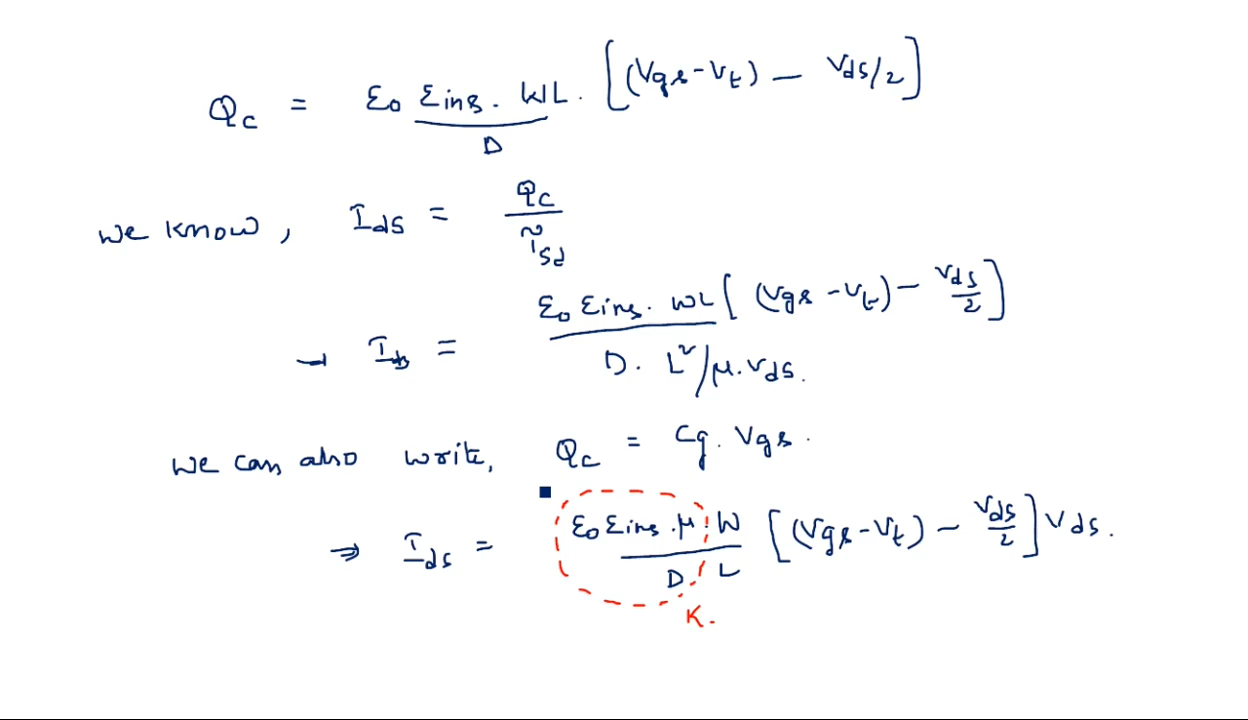 Qc = ε0 εins. WL / D . [(Vgs-Vt) - Vds/2]
we know, Ids = Qc / τsd
→ Ids = ε0 εins. WL [(Vgs-Vt) - Vds/2] / D. L²/μ.Vds.
we can also write, Qc = Cg. Vgs.
⇒ Ids = ε0 εins.μ.W / D. L [(Vgs-Vt) - Vds/2] Vds.
K.